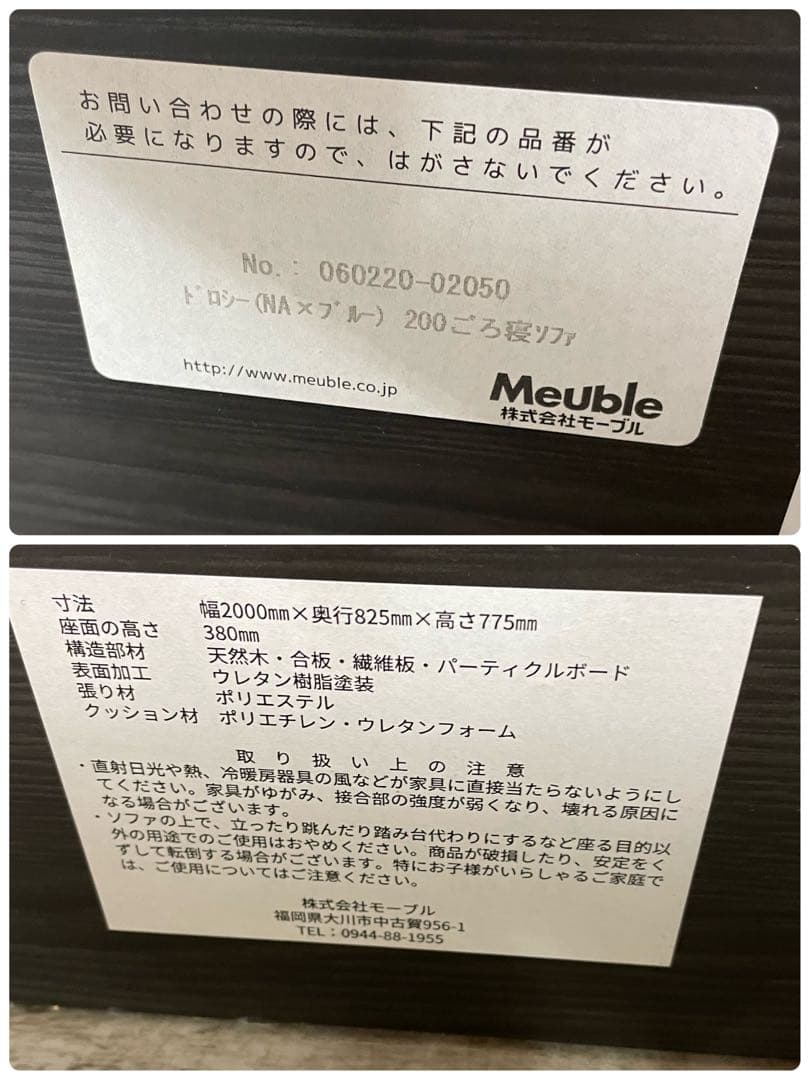 お問い合わせの際には、下記の品番が
必要になりますので、はがさないでください。
No.: 060220-02050
ﾄﾞﾛｼｰ(NA×ﾌﾞﾙｰ) 200ごろ寝ｿﾌｧ
http://www.meuble.co.jp
Meuble
株式会社モーブル
寸法 幅2000㎜×奥行825㎜×高さ775㎜
座面の高さ 380㎜
構造部材 天然木・合板・繊維板・パーティクルボード
表面加工 ウレタン樹脂塗装
張り材 ポリエステル
クッション材 ポリエチレン・ウレタンフォーム
取り扱い上の注意
・直射日光や熱、冷暖房器具の風などが家具に直接当たらないようにし
てください。家具がゆがみ、接合部の強度が弱くなり、壊れる原因に
なる場合がございます。
・ソファの上で、立ったり跳んだり踏み台代わりにするなど座る目的以
外の用途でのご使用はおやめください。商品が破損したり、安定をく
ずして転倒する場合がございます。特にお子様がいらしゃるご家庭で
は、ご使用についてはご注意ください。
株式会社モーブル
福岡県大川市中古賀956-1
TEL：0944-88-1955